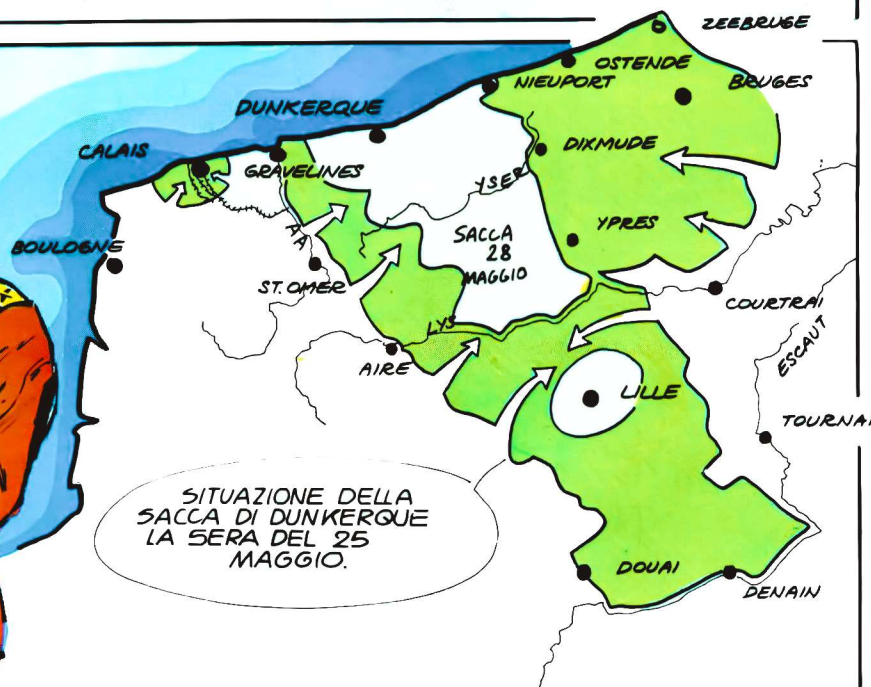 ZEEBRUGE
OSTENDE
NIEUPORT
BRUGES
DUNKERQUE
DIXMUDE
CALAIS
GRAVELINES
YSER
AA
YPRES
SACCA
28
MAGGIO
BOULOGNE
ST. OMER
COURTRAI
LYS
ESCAUT
AIRE
LILLE
TOURNAI
SITUAZIONE DELLA
SACCA DI DUNKERQUE
LA SERA DEL 25
MAGGIO.
DOUAI
DENAIN